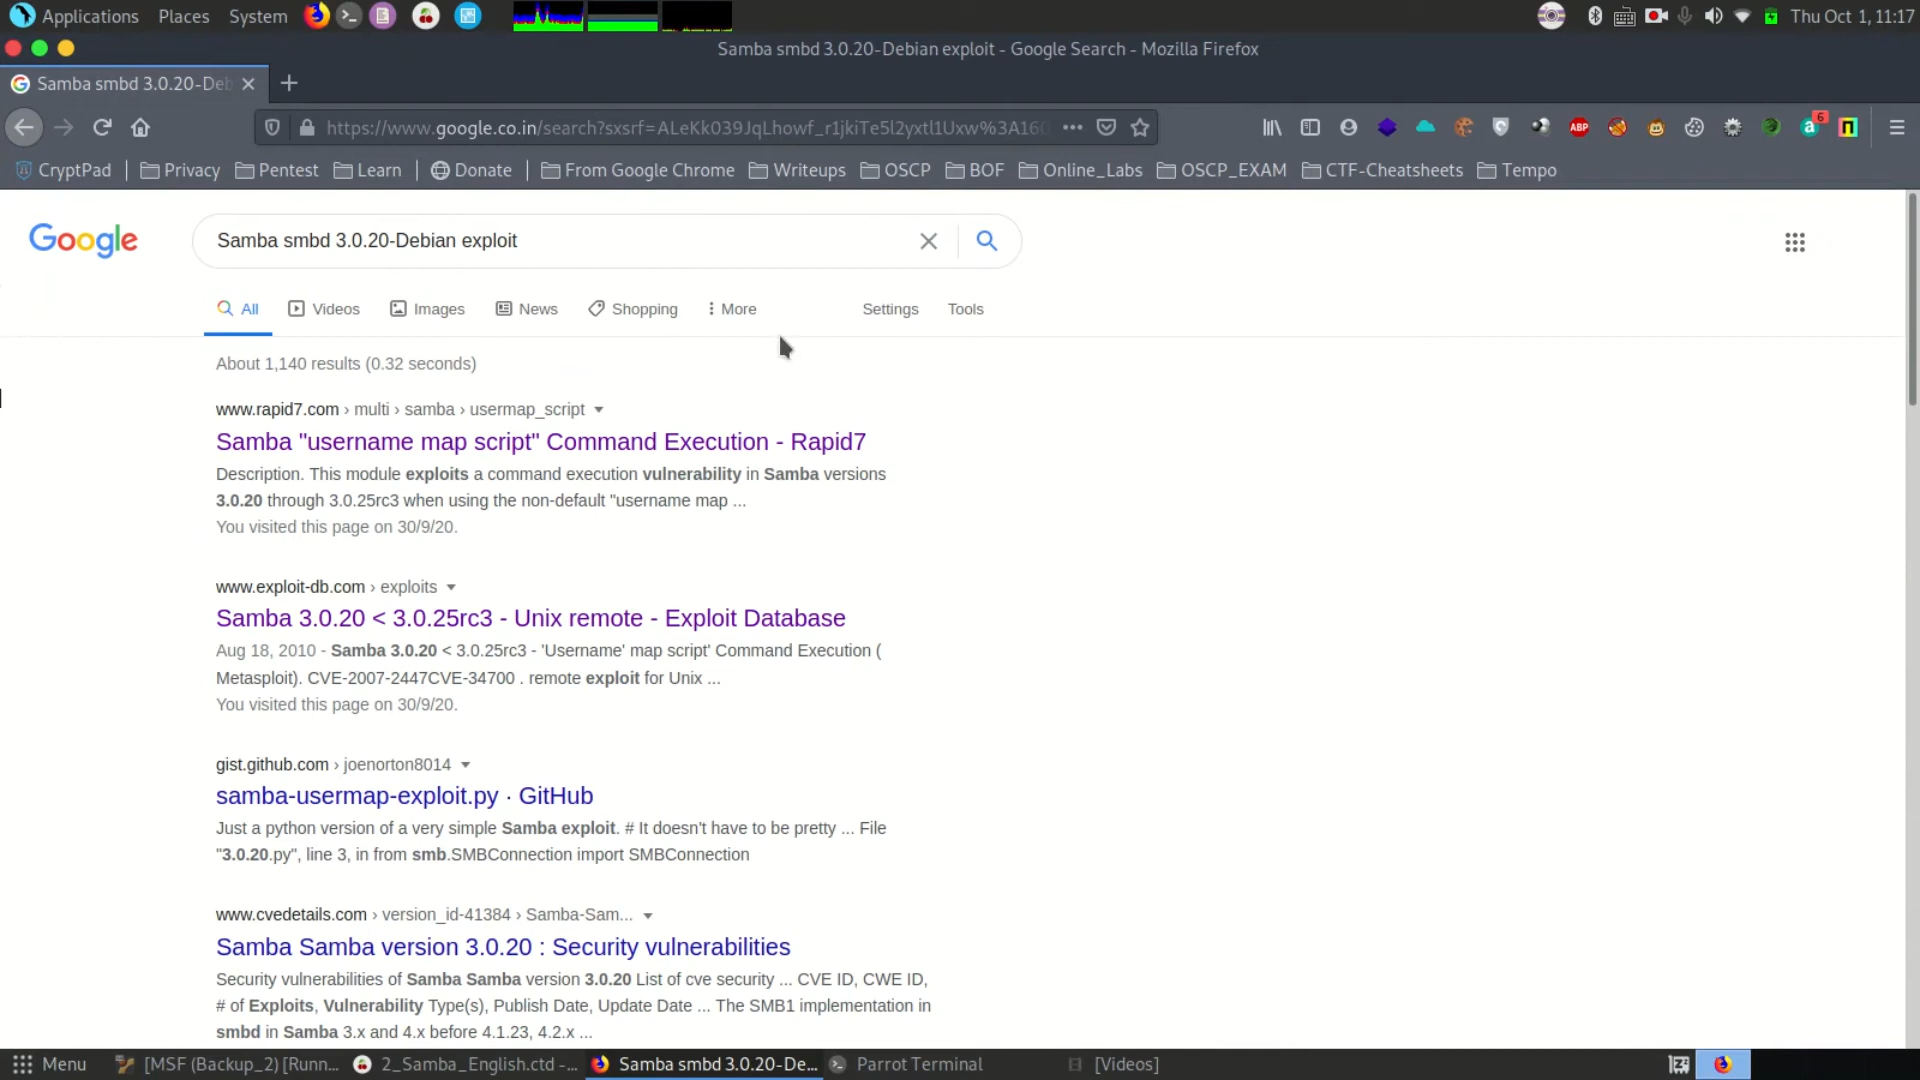 Applications Places System Thu Oct 1, 11:17
Samba smbd 3.0.20-Debian exploit - Google Search - Mozilla Firefox
Samba smbd 3.0.20-Deb
https://www.google.co.in/search?sxsrf=ALeKk039JqLhowf_r1jkiTe5l2yxtl1Uxw%3A160 ABP 6
CryptPad Privacy Pentest Learn Donate From Google Chrome Writeups OSCP BOF Online_Labs OSCP_EXAM CTF-Cheatsheets Tempo
Google Samba smbd 3.0.20-Debian exploit
All Videos Images News Shopping More Settings Tools
About 1,140 results (0.32 seconds)
www.rapid7.com › multi › samba › usermap_script
Samba "username map script" Command Execution - Rapid7
Description. This module exploits a command execution vulnerability in Samba versions
3.0.20 through 3.0.25rc3 when using the non-default "username map ...
You visited this page on 30/9/20.
www.exploit-db.com › exploits
Samba 3.0.20 < 3.0.25rc3 - Unix remote - Exploit Database
Aug 18, 2010 - Samba 3.0.20 < 3.0.25rc3 - 'Username' map script' Command Execution (
Metasploit). CVE-2007-2447CVE-34700 . remote exploit for Unix ...
You visited this page on 30/9/20.
gist.github.com › joenorton8014
samba-usermap-exploit.py · GitHub
Just a python version of a very simple Samba exploit. # It doesn't have to be pretty ... File
"3.0.20.py", line 3, in from smb.SMBConnection import SMBConnection
www.cvedetails.com › version_id-41384 › Samba-Sam...
Samba Samba version 3.0.20 : Security vulnerabilities
Security vulnerabilities of Samba Samba version 3.0.20 List of cve security ... CVE ID, CWE ID,
# of Exploits, Vulnerability Type(s), Publish Date, Update Date ... The SMB1 implementation in
smbd in Samba 3.x and 4.x before 4.1.23, 4.2.x ...
Menu [MSF (Backup_2) [Runn... 2_Samba_English.ctd -... Samba smbd 3.0.20-De... Parrot Terminal [Videos]